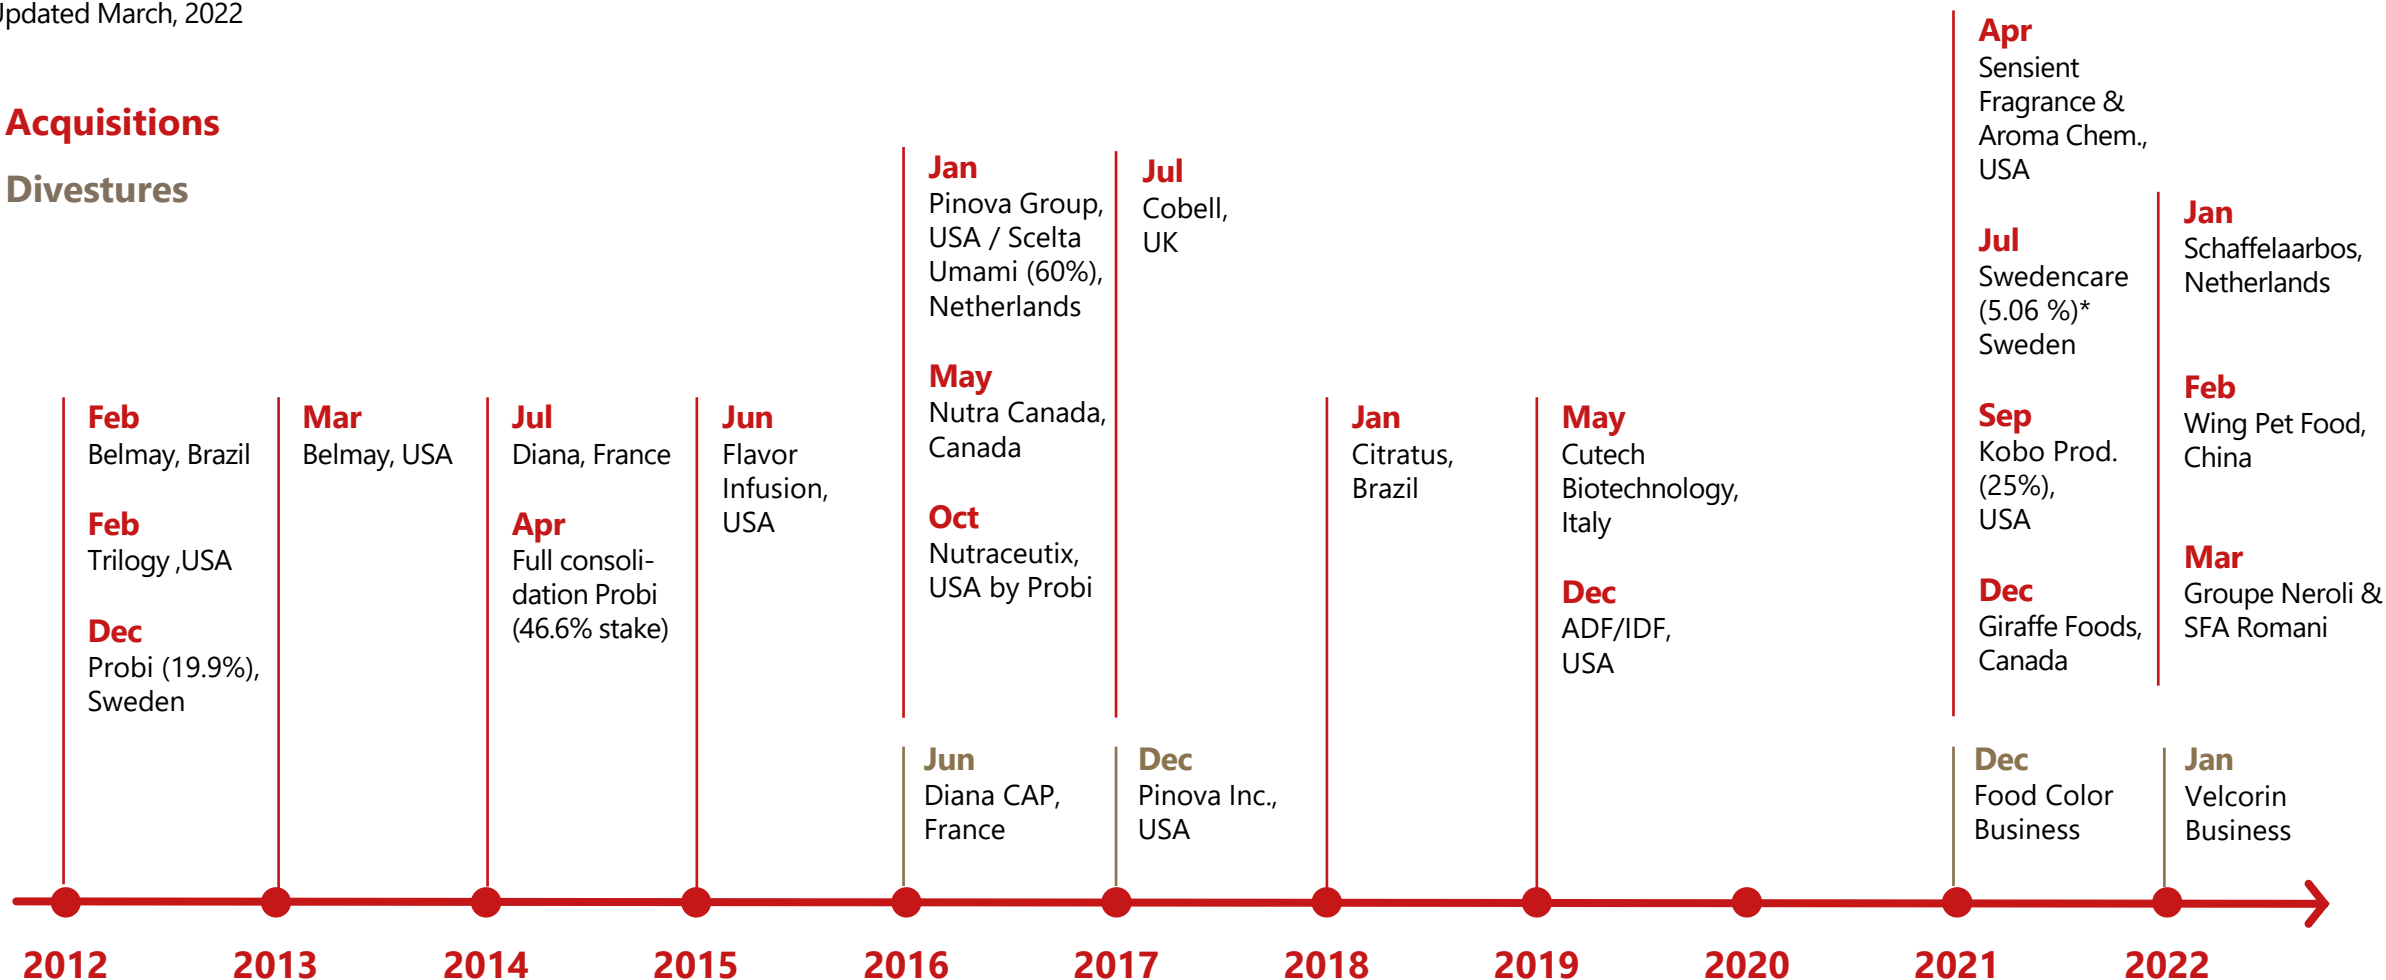 Updated March, 2022
Acquisitions
Divestures
Feb
Belmay, Brazil
Feb
Trilogy ,USA
Dec
Probi (19.9%),
Sweden
Mar
Belmay, USA
Jul
Diana, France
Apr
Full consoli-
dation Probi
(46.6% stake)
Jun
Flavor
Infusion,
USA
Jan
Pinova Group,
USA / Scelta
Umami (60%),
Netherlands
May
Nutra Canada,
Canada
Oct
Nutraceutix,
USA by Probi
Jun
Diana CAP,
France
Jul
Cobell,
UK
Dec
Pinova Inc.,
USA
Jan
Citratus,
Brazil
May
Cutech
Biotechnology,
Italy
Dec
ADF/IDF,
USA
Apr
Sensient
Fragrance &
Aroma Chem.,
USA
Jul
Swedencare
(5.06 %)*
Sweden
Sep
Kobo Prod.
(25%),
USA
Dec
Giraffe Foods,
Canada
Dec
Food Color
Business
Jan
Schaffelaarbos,
Netherlands
Feb
Wing Pet Food,
China
Mar
Groupe Neroli &
SFA Romani
Jan
Velcorin
Business
2012 2013 2014 2015 2016 2017 2018 2019 2020 2021 2022